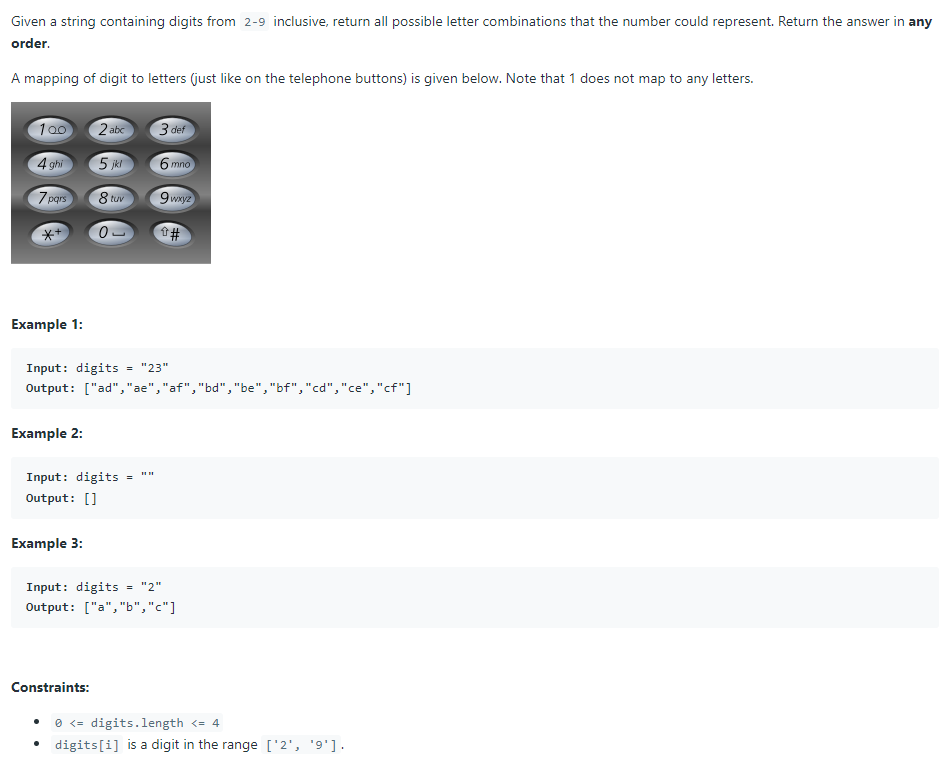 Given a string containing digits from 2-9 inclusive, return all possible letter combinations that the number could represent. Return the answer in any
order.
A mapping of digit to letters (just like on the telephone buttons) is given below. Note that 1 does not map to any letters.
1 2 abc 3 def
4 ghi 5 jkl 6 mno
7 pqrs 8 tuv 9 wxyz
*+ 0 ⇧#
Example 1:
Input: digits = "23"
Output: ["ad","ae","af","bd","be","bf","cd","ce","cf"]
Example 2:
Input: digits = ""
Output: []
Example 3:
Input: digits = "2"
Output: ["a","b","c"]
Constraints:
• 0 <= digits.length <= 4
• digits[i] is a digit in the range ['2', '9'].